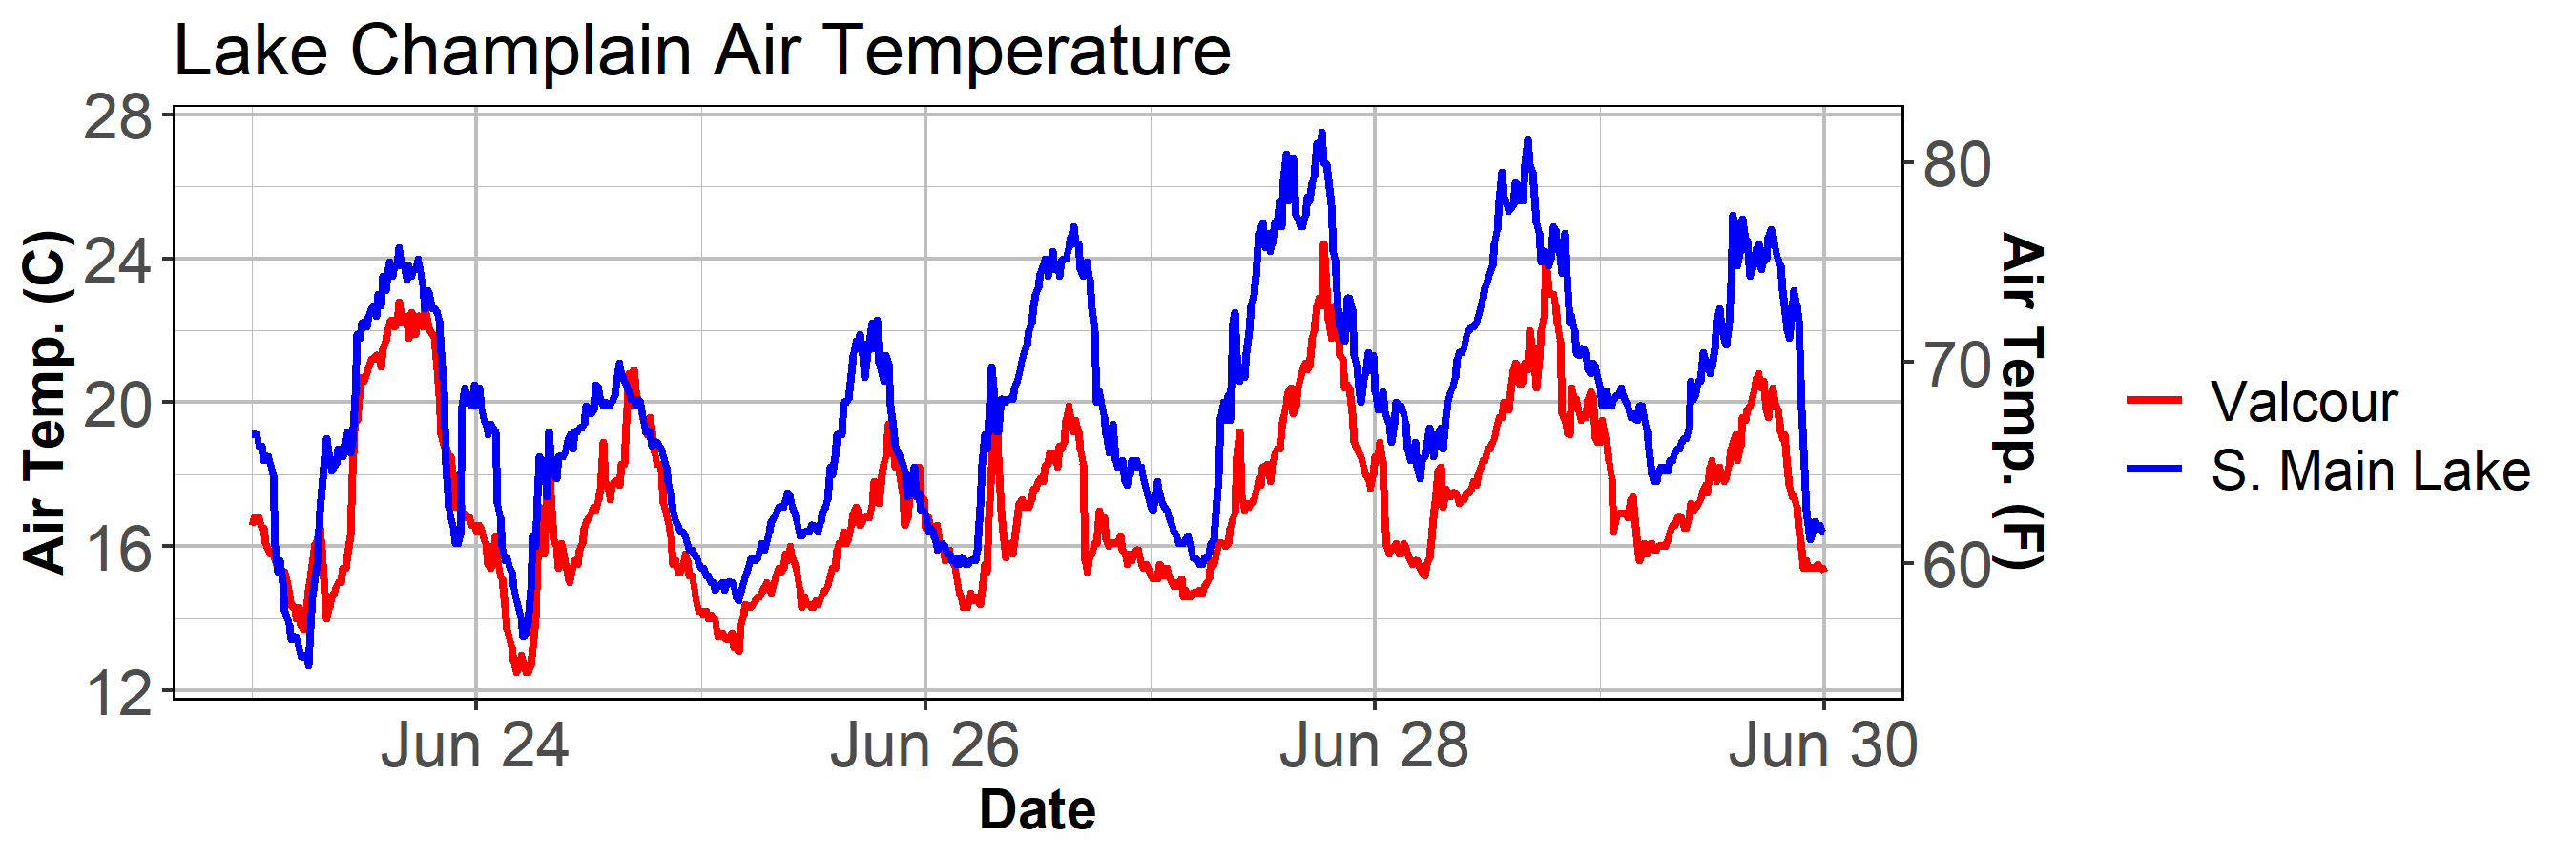 Lake Champlain Air Temperature
28
24
20
16
12
Air Temp. (C)
80
70
60
Air Temp. (F)
Jun 24
Jun 26
Jun 28
Jun 30
Date
Valcour
S. Main Lake